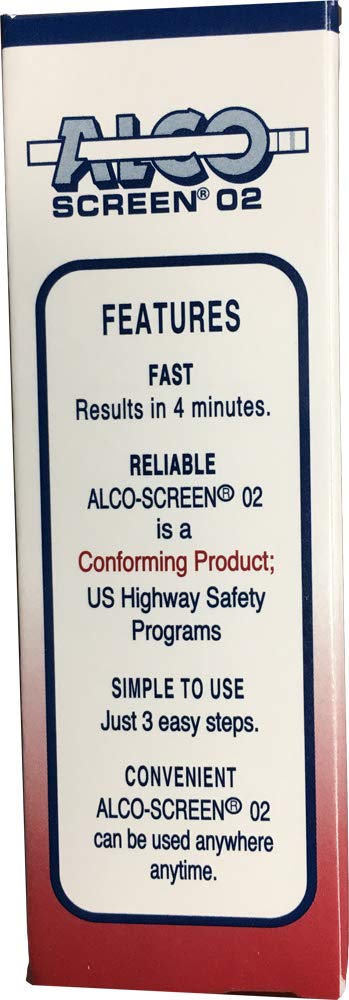 ALCO
SCREEN® 02
FEATURES
FAST
Results in 4 minutes.
RELIABLE
ALCO-SCREEN® 02
is a
Conforming Product;
US Highway Safety
Programs
SIMPLE TO USE
Just 3 easy steps.
CONVENIENT
ALCO-SCREEN® 02
can be used anywhere
anytime.